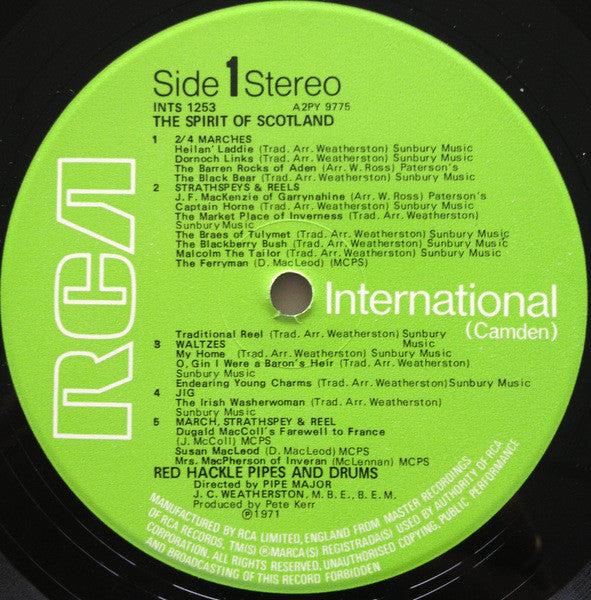 Side 1 Stereo
INTS 1253 A2PY 9775
THE SPIRIT OF SCOTLAND
1 2/4 MARCHES
Heilan' Laddie (Trad. Arr. Weatherston) Sunbury Music
Dornoch Links (Trad. Arr. Weatherston) Sunbury Music
The Barren Rocks of Aden (Arr. W. Ross) Paterson's
The Black Bear (Trad. Arr. Weatherston) Sunbury Music
2 STRATHSPEYS & REELS
J. F. MacKenzie of Garrynahine (Arr. W. Ross) Paterson's
Captain Horne (Trad. Arr. Weatherston) Sunbury Music
The Market Place of Inverness (Trad. Arr. Weatherston)
Sunbury Music
The Braes of Tulymet (Trad. Arr. Weatherston) Sunbury Music
The Blackberry Bush (Trad. Arr. Weatherston) Sunbury Music
Malcolm The Tailor (Trad. Arr. Weatherston) Sunbury Music
The Ferryman (D. MacLeod) (MCPS)
RCA
International
(Camden)
Traditional Reel (Trad. Arr. Weatherston) Sunbury
Music
3 WALTZES
My Home (Trad. Arr. Weatherston) Sunbury Music
O, Gin I Were a Baron's Heir (Trad. Arr. Weatherston)
Sunbury Music
Endearing Young Charms (Trad. Arr. Weatherston) Sunbury Music
4 JIG
The Irish Washerwoman (Trad. Arr. Weatherston)
Sunbury Music
5 MARCH, STRATHSPEY & REEL
Dugald MacColl's Farewell to France
(J. McColl) MCPS
Susan MacLeod (D. MacLeod) MCPS
Mrs. MacPherson of Inveran (McLennan) MCPS
RED HACKLE PIPES AND DRUMS
Directed by PIPE MAJOR
J. C. WEATHERSTON, M. B. E., B. E. M.
Produced by Pete Kerr
Ⓟ1971
MANUFACTURED BY RCA LIMITED, ENGLAND FROM MASTER RECORDINGS
OF RCA RECORDS, TM(S) ® MARCA(S) REGISTRADA(S) USED BY AUTHORITY OF RCA
CORPORATION. ALL RIGHTS RESERVED. UNAUTHORISED COPYING, PUBLIC PERFORMANCE
AND BROADCASTING OF THIS RECORD FORBIDDEN